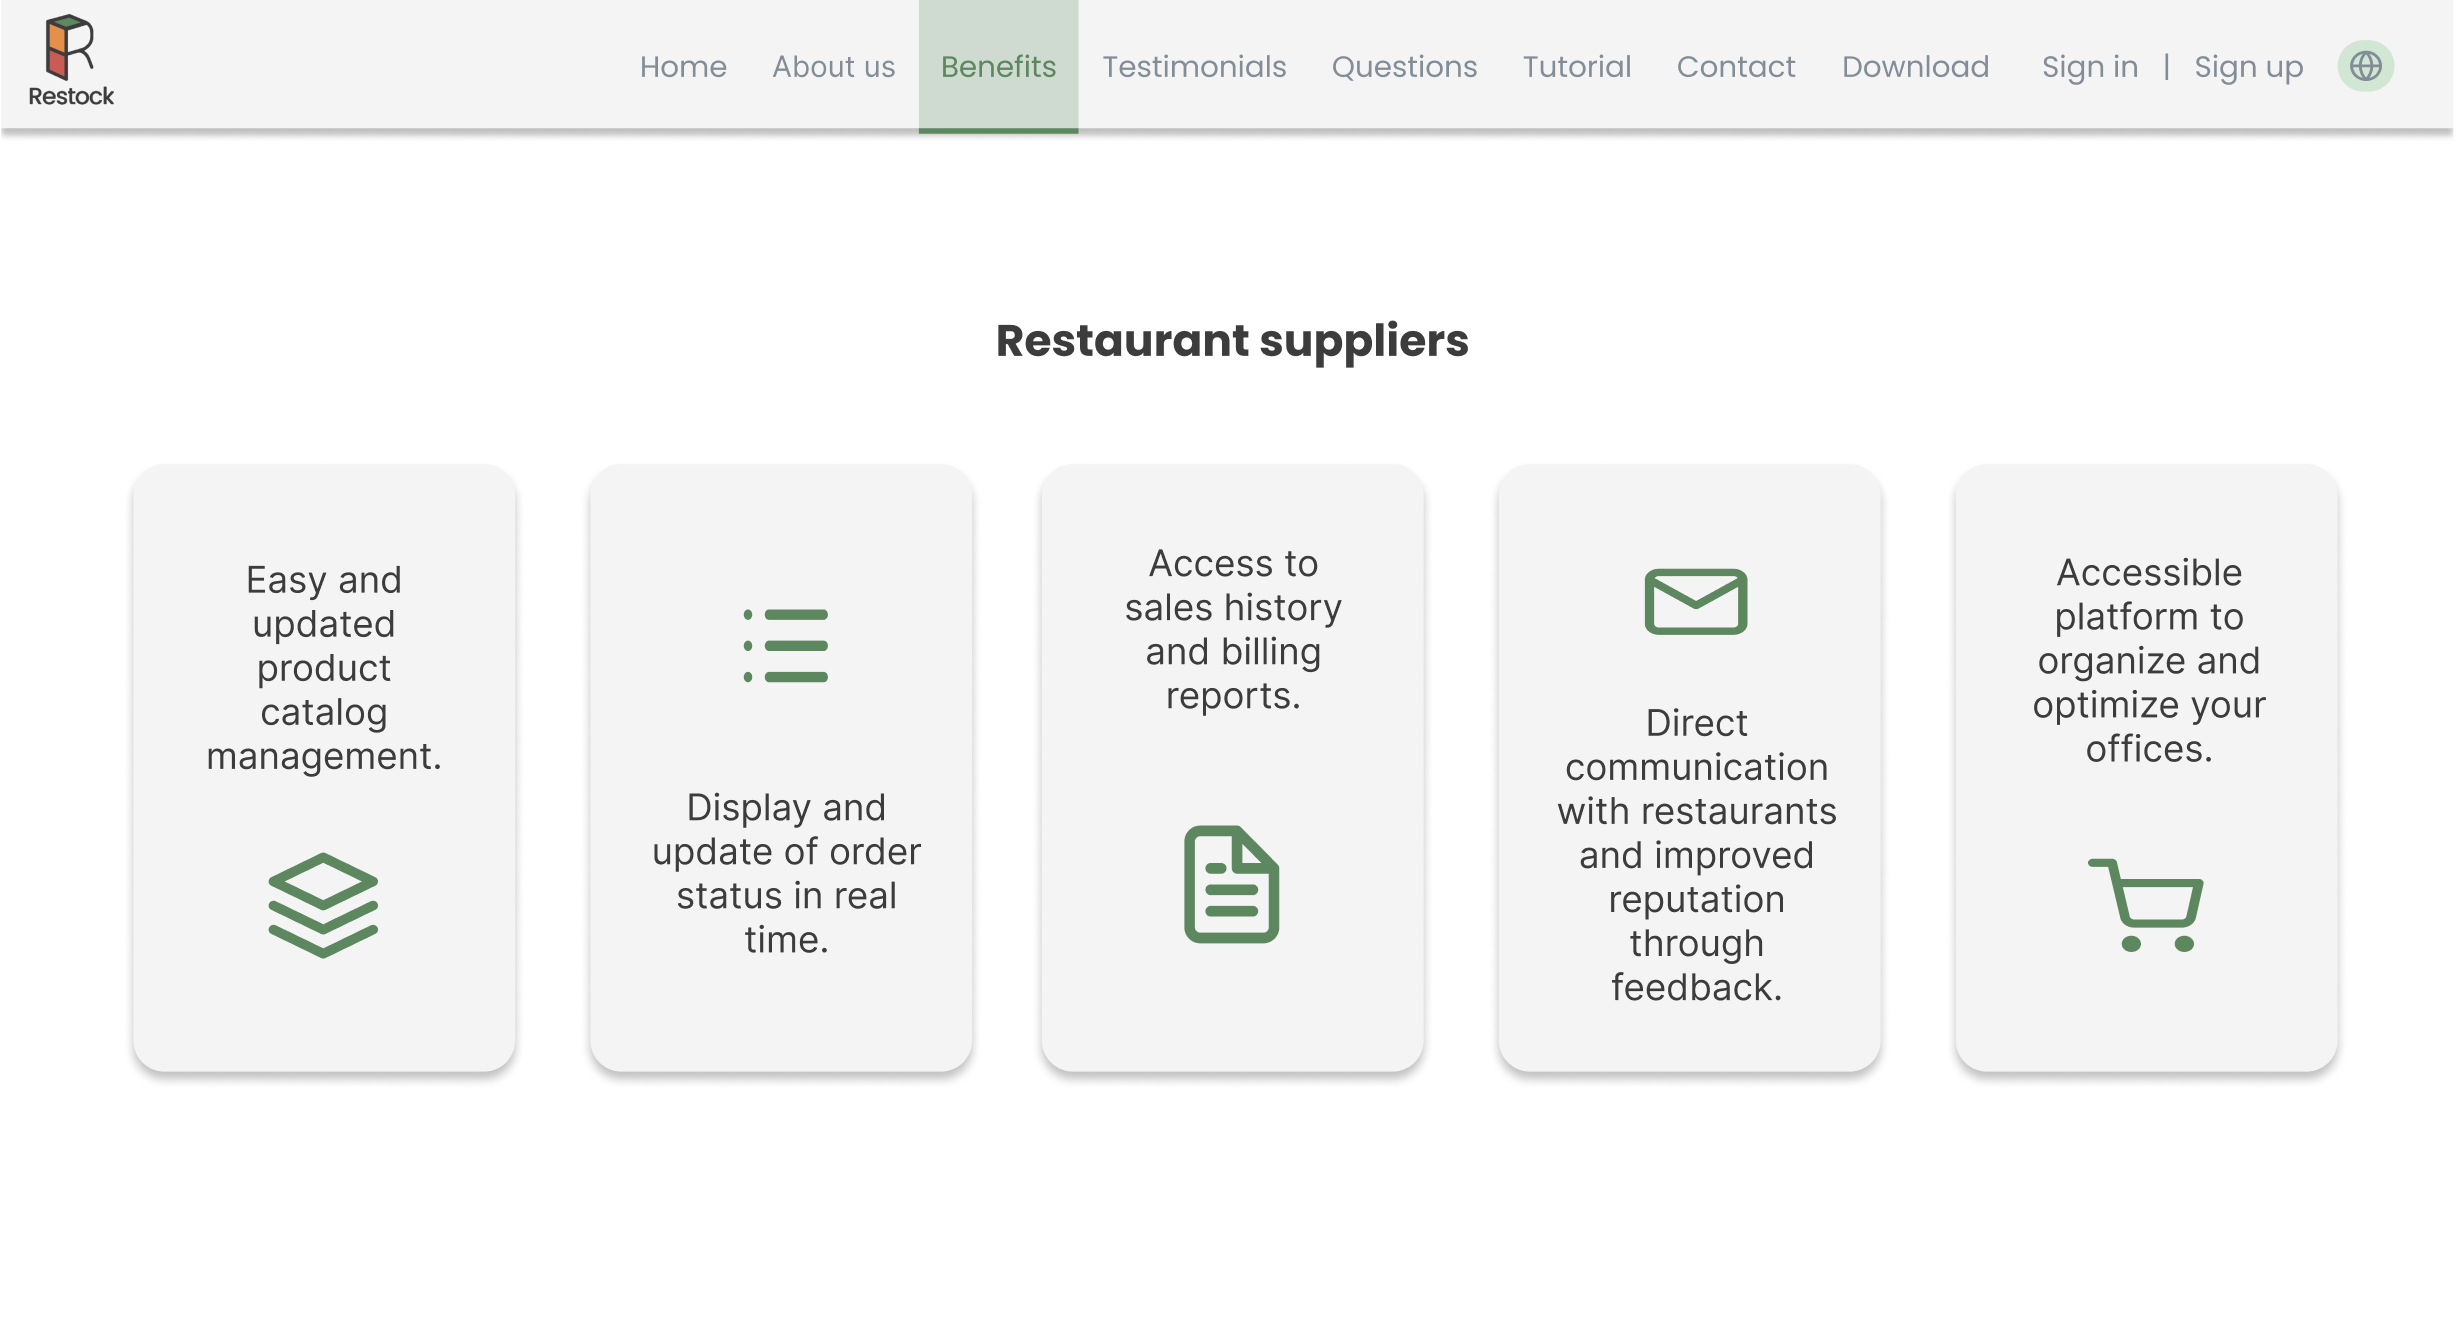 Restock
Home About us Benefits Testimonials Questions Tutorial Contact Download Sign in | Sign up
Restaurant suppliers
Easy and
updated
product
catalog
management.
Display and
update of order
status in real
time.
Access to
sales history
and billing
reports.
Direct
communication
with restaurants
and improved
reputation
through
feedback.
Accessible
platform to
organize and
optimize your
offices.